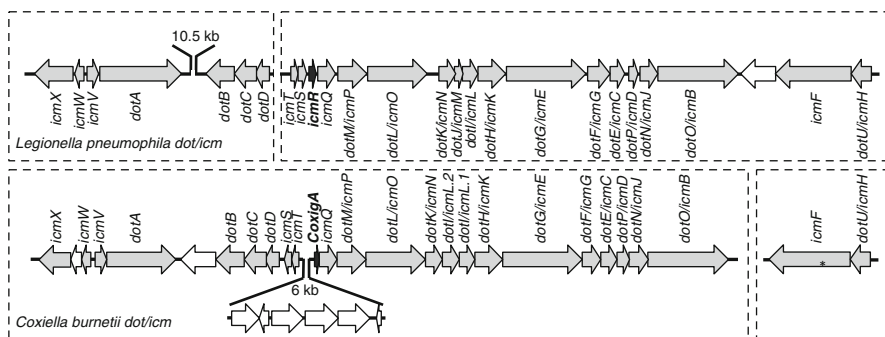 10.5 kb
icmX
icmW
icmV
dotA
dotB
dotC
dotD
icmT
icmS
icmR
icmQ
dotM/icmP
dotL/icmO
dotK/icmN
dotJ/icmM
dotI/icmL
dotH/icmK
dotG/icmE
dotF/icmG
dotE/icmC
dotP/icmD
dotN/icmJ
dotO/icmB
icmF
dotU/icmH
Legionella pneumophila dot/icm
icmX
icmW
icmV
dotA
dotB
dotC
dotD
icmS
icmT
CoxigA
icmQ
dotM/icmP
dotL/icmO
dotK/icmN
dotI/icmL.2
dotI/icmL.1
dotH/icmK
dotG/icmE
dotF/icmG
dotE/icmC
dotP/icmD
dotN/icmJ
dotO/icmB
icmF
dotU/icmH
*
6 kb
Coxiella burnetii dot/icm